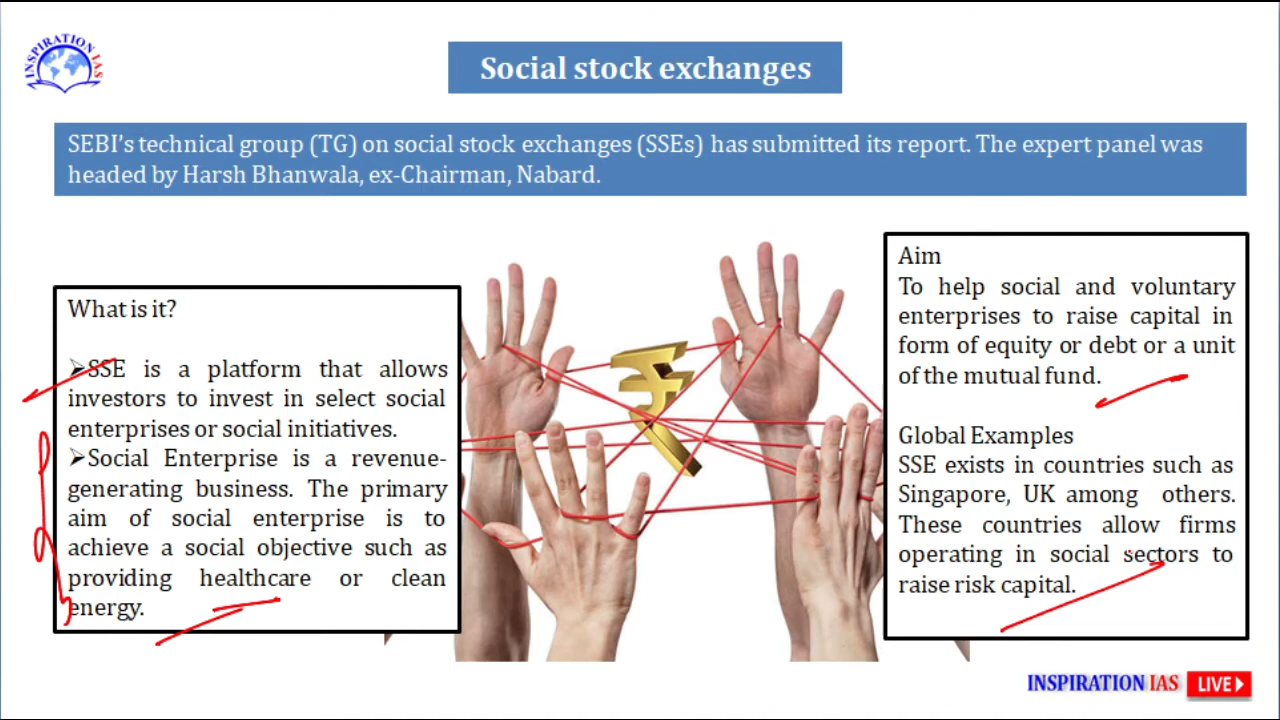 INSPIRATION IAS
Social stock exchanges
SEBI's technical group (TG) on social stock exchanges (SSEs) has submitted its report. The expert panel was
headed by Harsh Bhanwala, ex-Chairman, Nabard.
What is it?
➢SSE is a platform that allows
investors to invest in select social
enterprises or social initiatives.
➢Social Enterprise is a revenue-
generating business. The primary
aim of social enterprise is to
achieve a social objective such as
providing healthcare or clean
energy.
Aim
To help social and voluntary
enterprises to raise capital in
form of equity or debt or a unit
of the mutual fund.
Global Examples
SSE exists in countries such as
Singapore, UK among others.
These countries allow firms
operating in social sectors to
raise risk capital.
INSPIRATION IAS LIVE